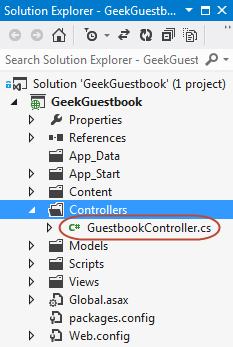 Solution Explorer - GeekGuestb...
Search Solution Explorer (Ctrl+;)
Solution 'GeekGuestbook' (1 project)
GeekGuestbook
Properties
References
App_Data
App_Start
Content
Controllers
C# GuestbookController.cs
Models
Scripts
Views
Global.asax
packages.config
Web.config